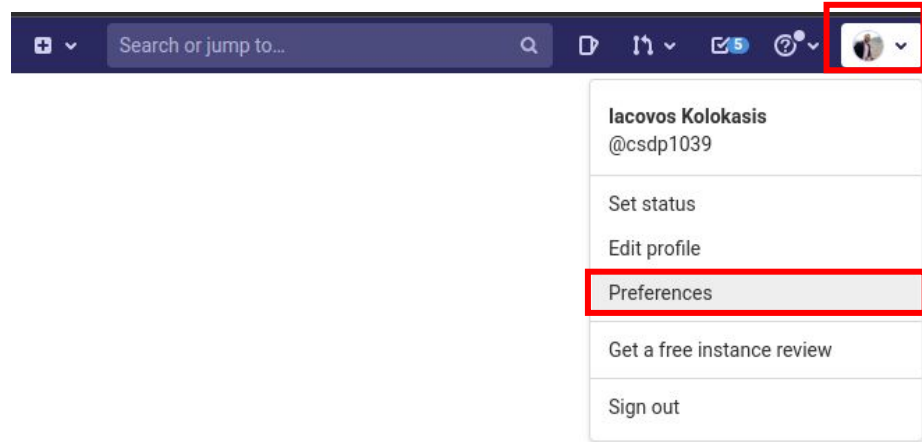 Search or jump to...
5
Iacovos Kolokasis
@csdp1039
Set status
Edit profile
Preferences
Get a free instance review
Sign out